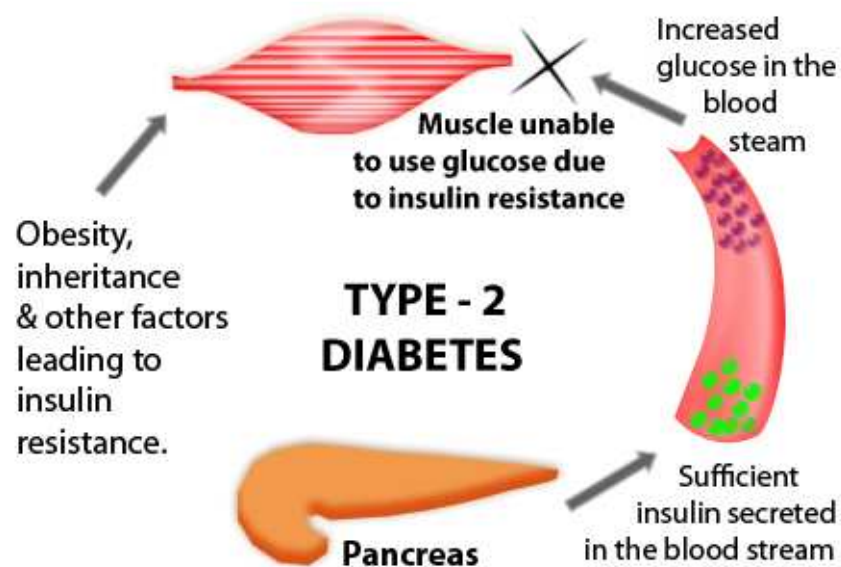 Increased
glucose in the
blood
steam
Muscle unable
to use glucose due
to insulin resistance
Obesity,
inheritance
& other factors
leading to
insulin
resistance.
TYPE - 2
DIABETES
Pancreas
Sufficient
insulin secreted
in the blood stream